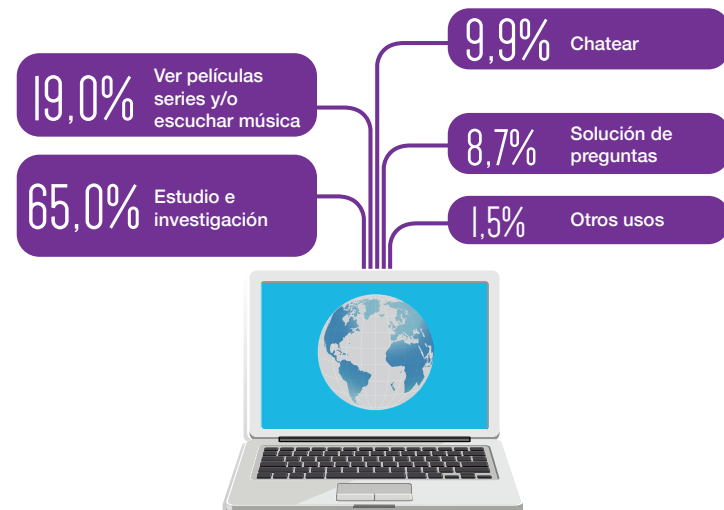 19,0%
Ver películas
series y/o
escuchar música
65,0%
Estudio e
investigación
9,9%
Chatear
8,7%
Solución de
preguntas
1,5%
Otros usos